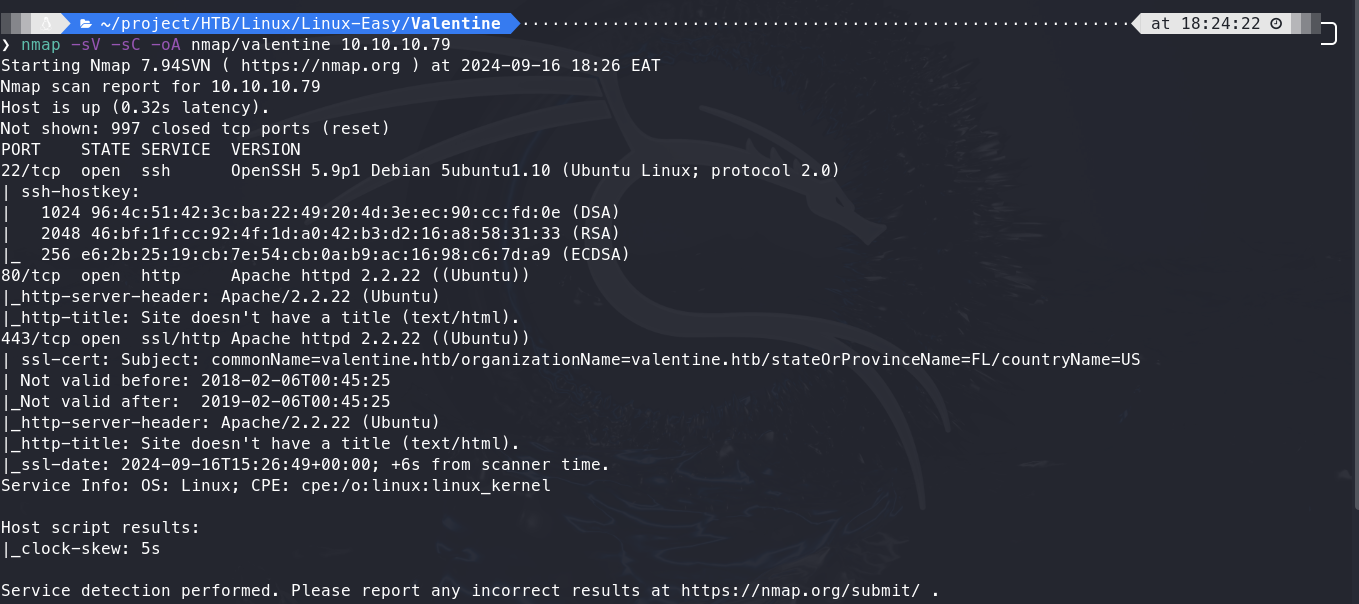 ~/project/HTB/Linux/Linux-Easy/Valentine at 18:24:22
❯ nmap -sV -sC -oA nmap/valentine 10.10.10.79
Starting Nmap 7.94SVN ( https://nmap.org ) at 2024-09-16 18:26 EAT
Nmap scan report for 10.10.10.79
Host is up (0.32s latency).
Not shown: 997 closed tcp ports (reset)
PORT    STATE SERVICE  VERSION
22/tcp  open  ssh      OpenSSH 5.9p1 Debian 5ubuntu1.10 (Ubuntu Linux; protocol 2.0)
| ssh-hostkey:
|   1024 96:4c:51:42:3c:ba:22:49:20:4d:3e:ec:90:cc:fd:0e (DSA)
|   2048 46:bf:1f:cc:92:4f:1d:a0:42:b3:d2:16:a8:58:31:33 (RSA)
|_  256 e6:2b:25:19:cb:7e:54:cb:0a:b9:ac:16:98:c6:7d:a9 (ECDSA)
80/tcp  open  http     Apache httpd 2.2.22 ((Ubuntu))
|_http-server-header: Apache/2.2.22 (Ubuntu)
|_http-title: Site doesn't have a title (text/html).
443/tcp open  ssl/http Apache httpd 2.2.22 ((Ubuntu))
| ssl-cert: Subject: commonName=valentine.htb/organizationName=valentine.htb/stateOrProvinceName=FL/countryName=US
| Not valid before: 2018-02-06T00:45:25
|_Not valid after:  2019-02-06T00:45:25
|_http-server-header: Apache/2.2.22 (Ubuntu)
|_http-title: Site doesn't have a title (text/html).
|_ssl-date: 2024-09-16T15:26:49+00:00; +6s from scanner time.
Service Info: OS: Linux; CPE: cpe:/o:linux:linux_kernel

Host script results:
|_clock-skew: 5s

Service detection performed. Please report any incorrect results at https://nmap.org/submit/ .